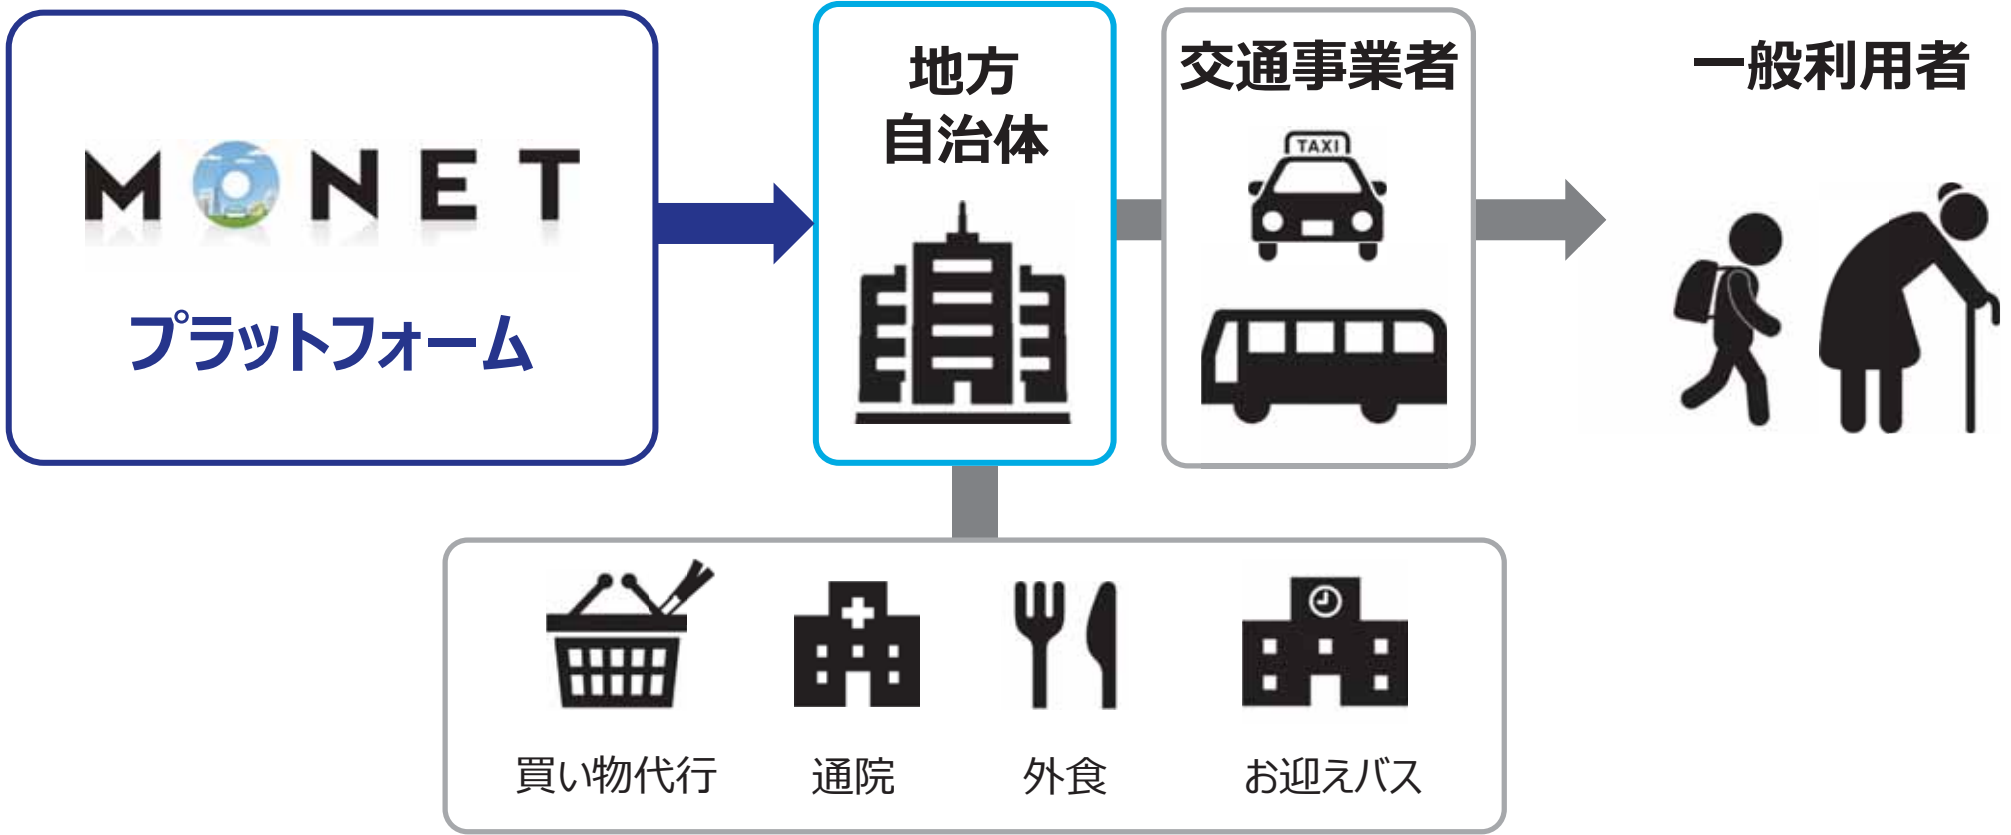 MONET
プラットフォーム
地方
自治体
交通事業者
TAXI
一般利用者
買い物代行
通院
外食
お迎えバス